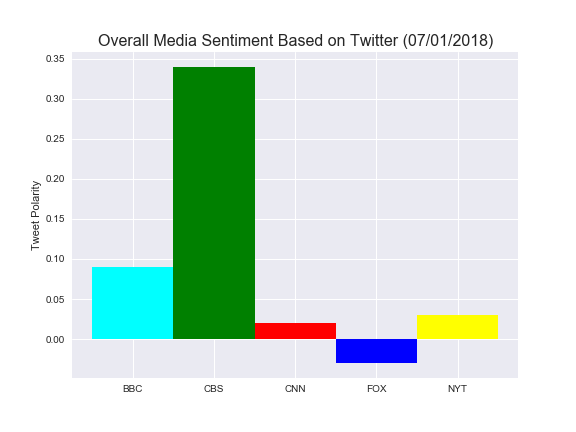 Overall Media Sentiment Based on Twitter (07/01/2018)
Tweet Polarity
0.35
0.30
0.25
0.20
0.15
0.10
0.05
0.00
BBC CBS CNN FOX NYT